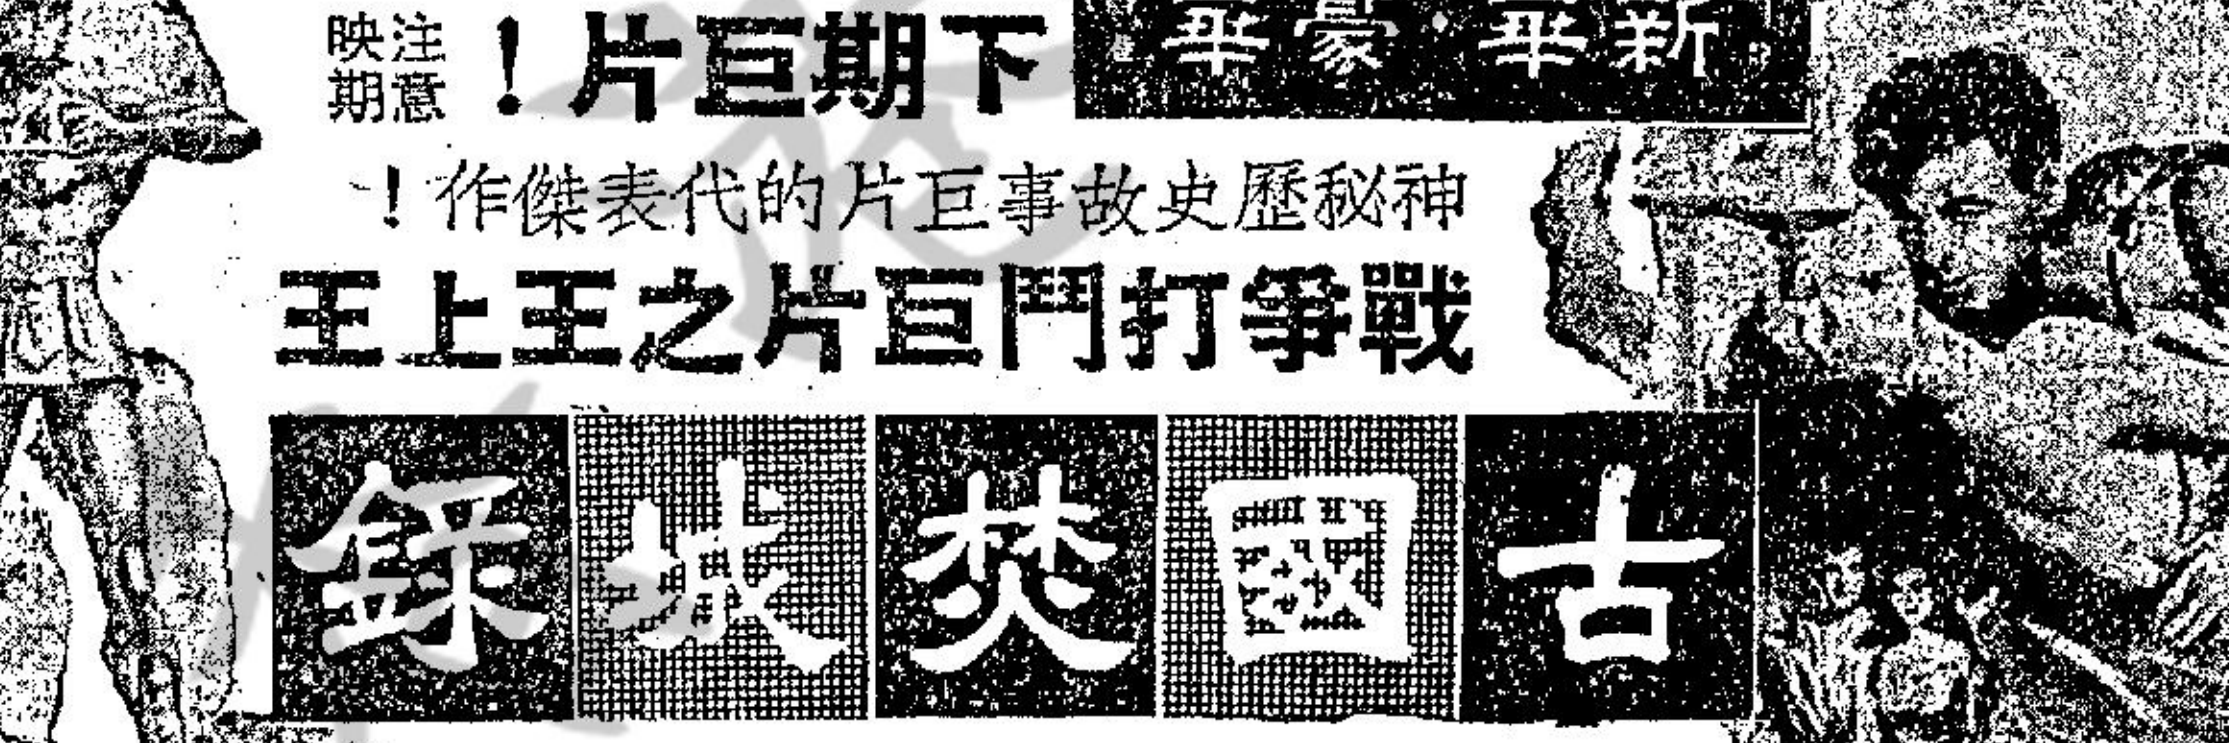 新華·豪華
下期巨片！
注意
映期
神秘歷史故事巨片的代表傑作！
戰爭打鬥巨片之王上王
古國焚城錄